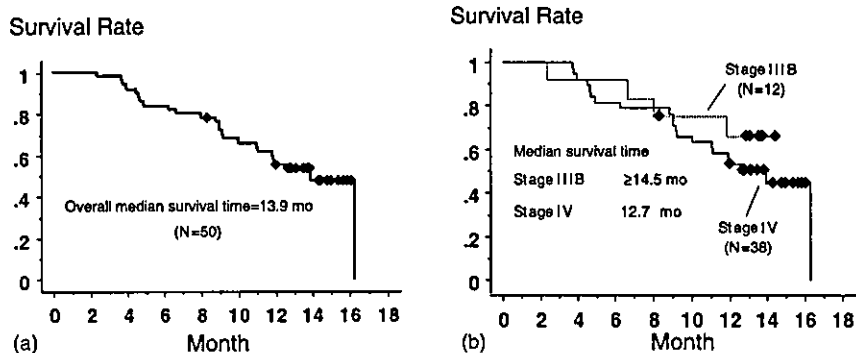 Survival Rate
1
.8
.6
.4
.2
0
Overall median survival time=13.9 mo
(N=50)
0 2 4 6 8 10 12 14 16 18
(a)
Month
Survival Rate
1
.8
.6
.4
.2
0
Stage III B
(N=12)
Median survival time
Stage III B ≥14.5 mo
Stage IV 12.7 mo
Stage IV
(N=38)
0 2 4 6 8 10 12 14 16 18
(b)
Month